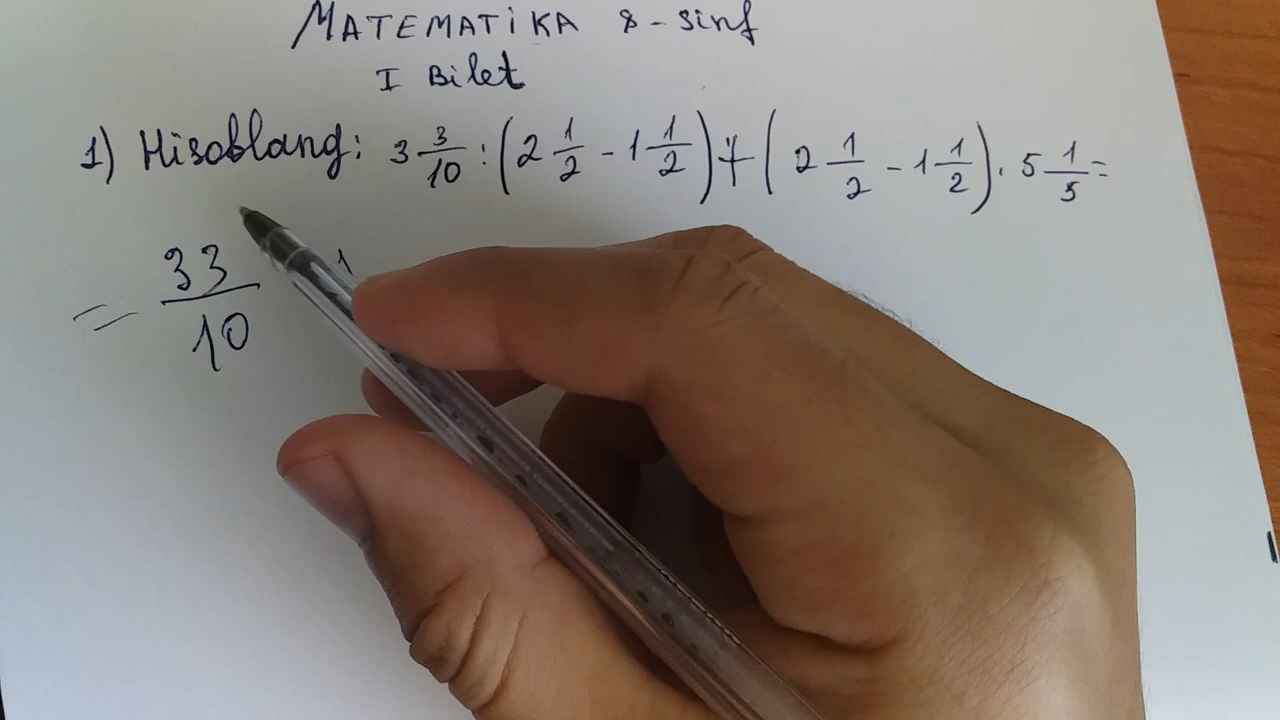 MATEMATIKA 8-sinf
I Bilet
1) Hisoblang: 3 3/10 : (2 1/2 - 1 1/2) + (2 1/2 - 1 1/2) · 5 1/5 =
= 33/10 1